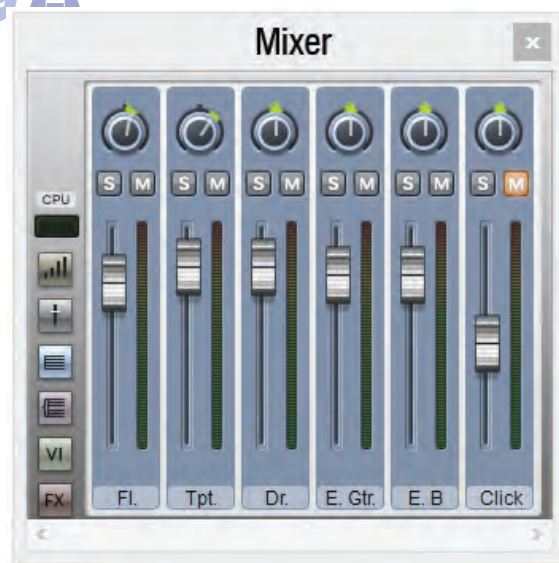 Mixer
x
CPU
S M S M S M S M S M S M
VI
FX
Fl. Tpt. Dr. E. Gtr. E. B Click